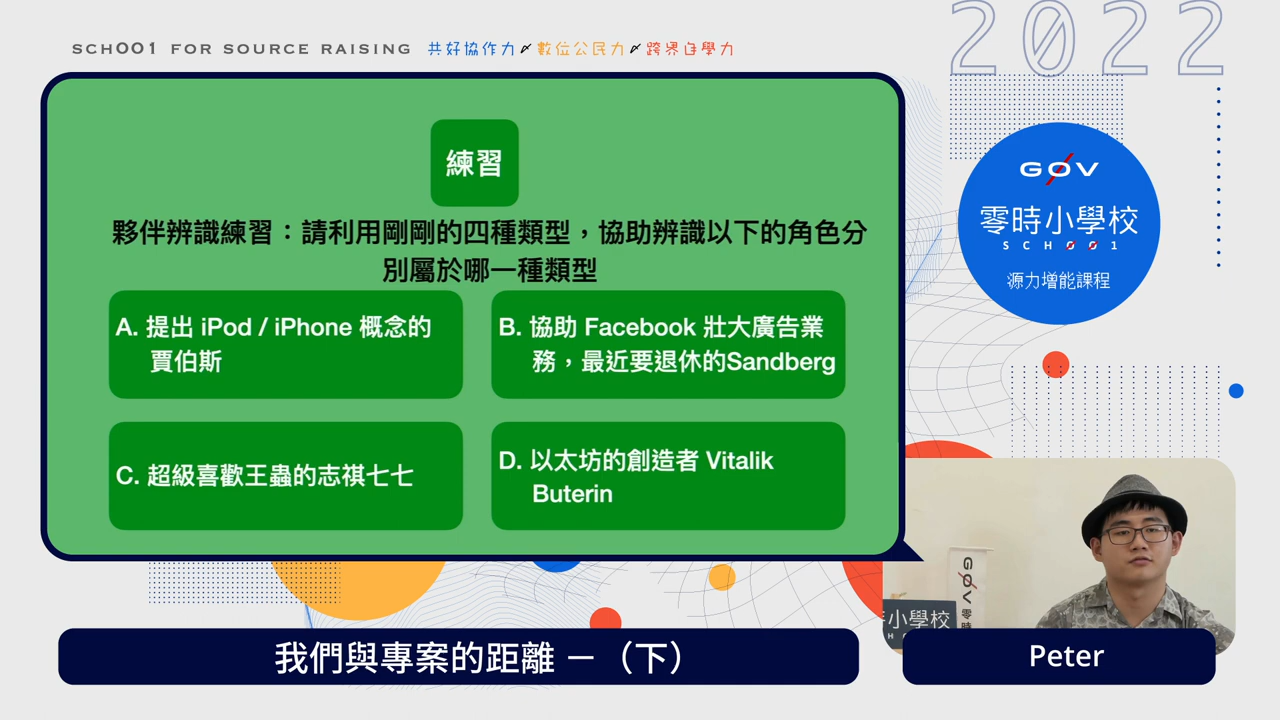 SCHOO1 FOR SOURCE RAISING 共好協作力 數位公民力 跨界自學力
2022
練習
夥伴辨識練習：請利用剛剛的四種類型，協助辨識以下的角色分
別屬於哪一種類型
A. 提出 iPod / iPhone 概念的
賈伯斯
B. 協助 Facebook 壯大廣告業
務，最近要退休的Sandberg
C. 超級喜歡王蟲的志祺七七
D. 以太坊的創造者 Vitalik
Buterin
G0V
零時小學校
SCH001
源力增能課程
G0V 零時
小學校
我們與專案的距離 － （下）
Peter